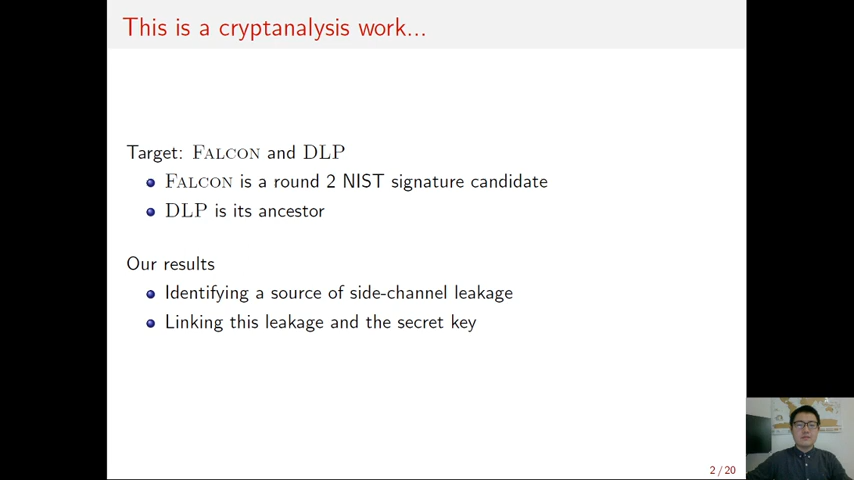 This is a cryptanalysis work...
Target: FALCON and DLP
FALCON is a round 2 NIST signature candidate
DLP is its ancestor
Our results
Identifying a source of side-channel leakage
Linking this leakage and the secret key
2 / 20